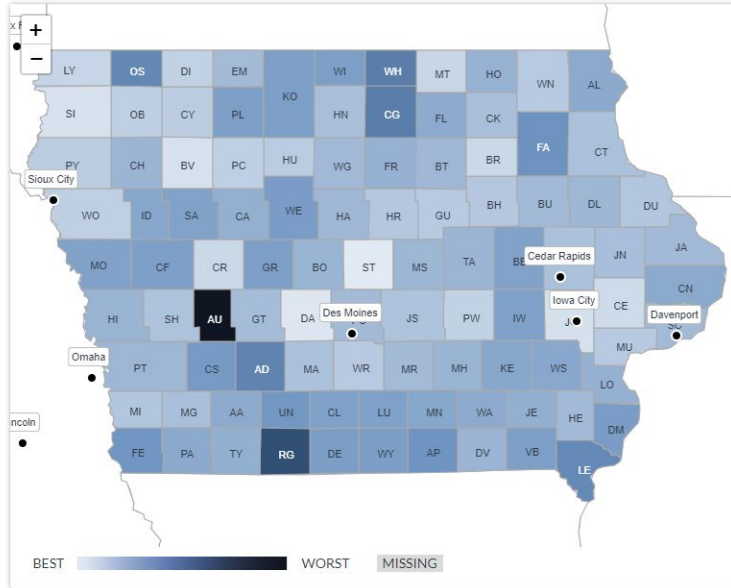 +
−
LY OS DI EM WI WH MT HO WN AL
KO
SI OB CY PL HN CG FL CK FA CT
PY CH BV PC HU WG FR BT BR
Sioux City
WO ID SA CA WE HA HR GU BH BU DL DU
MO CF CR GR BO ST MS TA Cedar Rapids JN JA
HI SH AU GT DA Des Moines JS PW IW Iowa City CE CN
Davenport
Omaha
PT CS AD MA WR MR MH KE WS MU
LO
MI MG AA UN CL LU MN WA JE HE
DM
FE PA TY RG DE WY AP DV VB LE
ncoln
BEST WORST MISSING